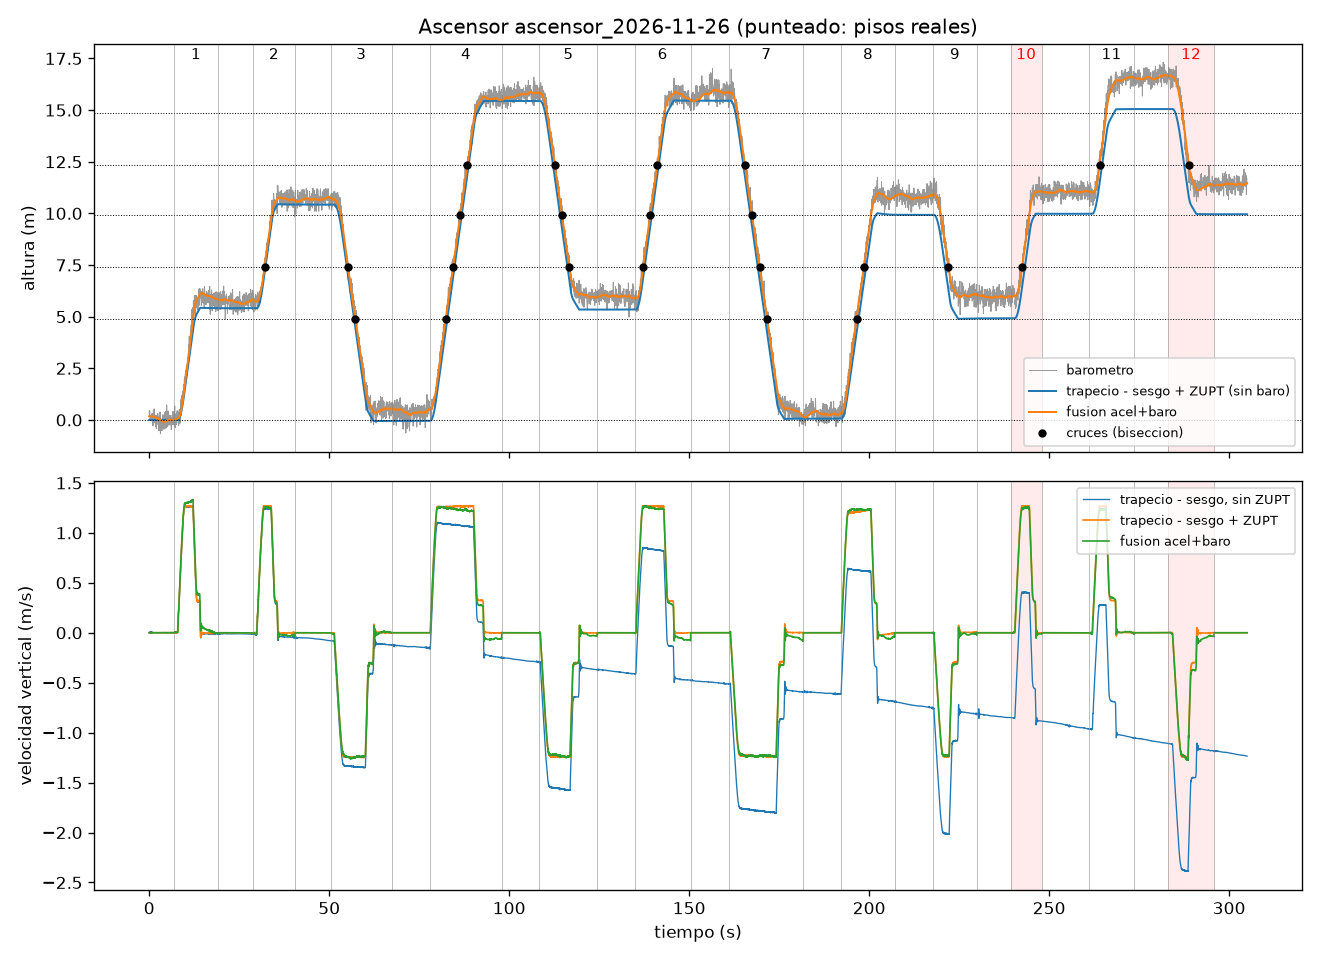 Ascensor ascensor_2026-11-26 (punteado: pisos reales)
1 2 3 4 5 6 7 8 9 10 11 12
17.5
15.0
12.5
10.0
7.5
5.0
2.5
0.0
altura (m)
barometro
trapecio - sesgo + ZUPT (sin baro)
fusion acel+baro
cruces (biseccion)
1.5
1.0
0.5
0.0
−0.5
−1.0
−1.5
−2.0
−2.5
velocidad vertical (m/s)
trapecio - sesgo, sin ZUPT
trapecio - sesgo + ZUPT
fusion acel+baro
0 50 100 150 200 250 300
tiempo (s)